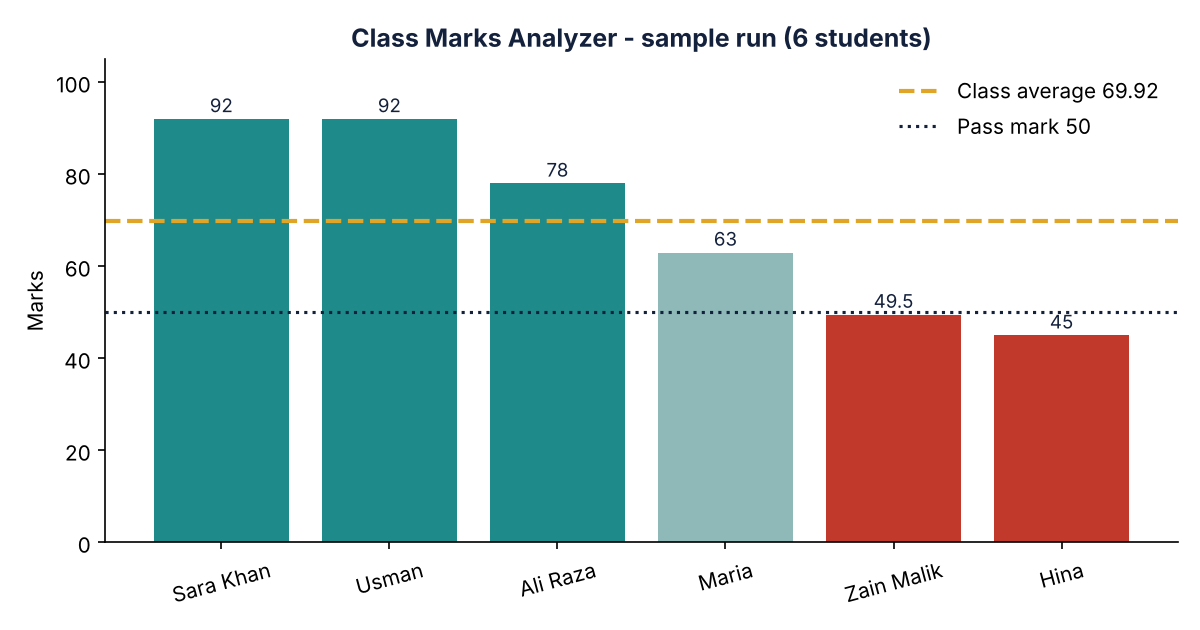 Class Marks Analyzer - sample run (6 students)
Class average 69.92
Pass mark 50
Marks
100
80
60
40
20
0
92
92
78
63
49.5
45
Sara Khan
Usman
Ali Raza
Maria
Zain Malik
Hina